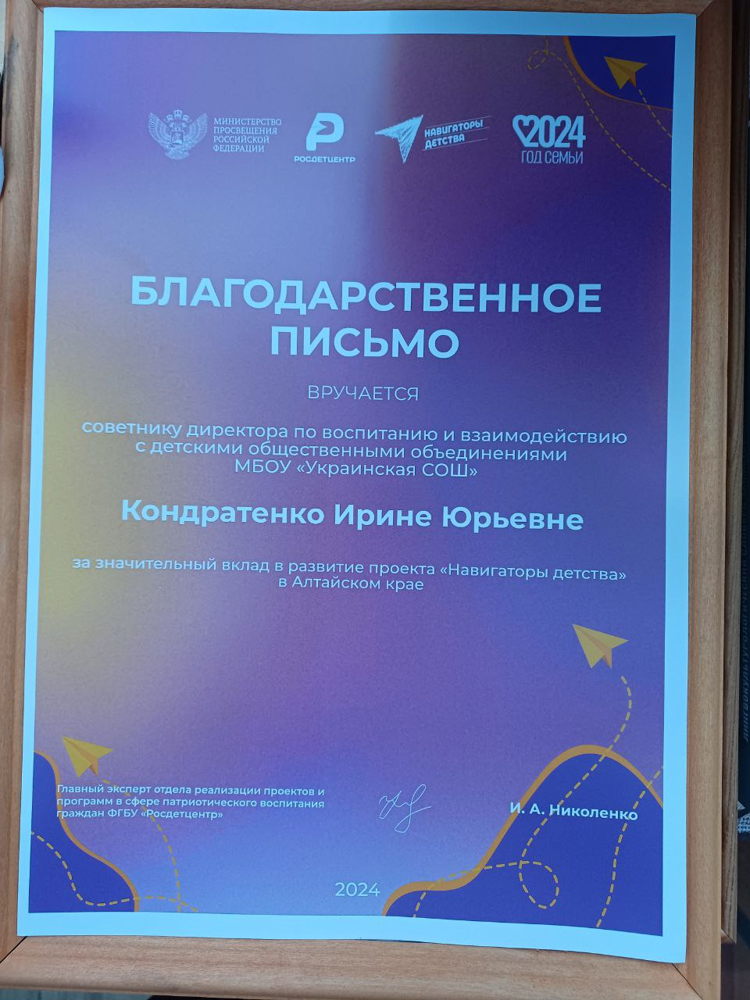 МИНИСТЕРСТВО
ПРОСВЕЩЕНИЯ
РОССИЙСКОЙ
ФЕДЕРАЦИИ
РОСДЕТЦЕНТР
НАВИГАТОРЫ
ДЕТСТВА
2024
ГОД СЕМЬИ
БЛАГОДАРСТВЕННОЕ
ПИСЬМО
ВРУЧАЕТСЯ
советнику директора по воспитанию и взаимодействию
с детскими общественными объединениями
МБОУ «Украинская СОШ»
Кондратенко Ирине Юрьевне
за значительный вклад в развитие проекта «Навигаторы детства»
в Алтайском крае
Главный эксперт отдела реализации проектов и
программ в сфере патриотического воспитания
граждан ФГБУ «Росдетцентр»
И. А. Николенко
2024